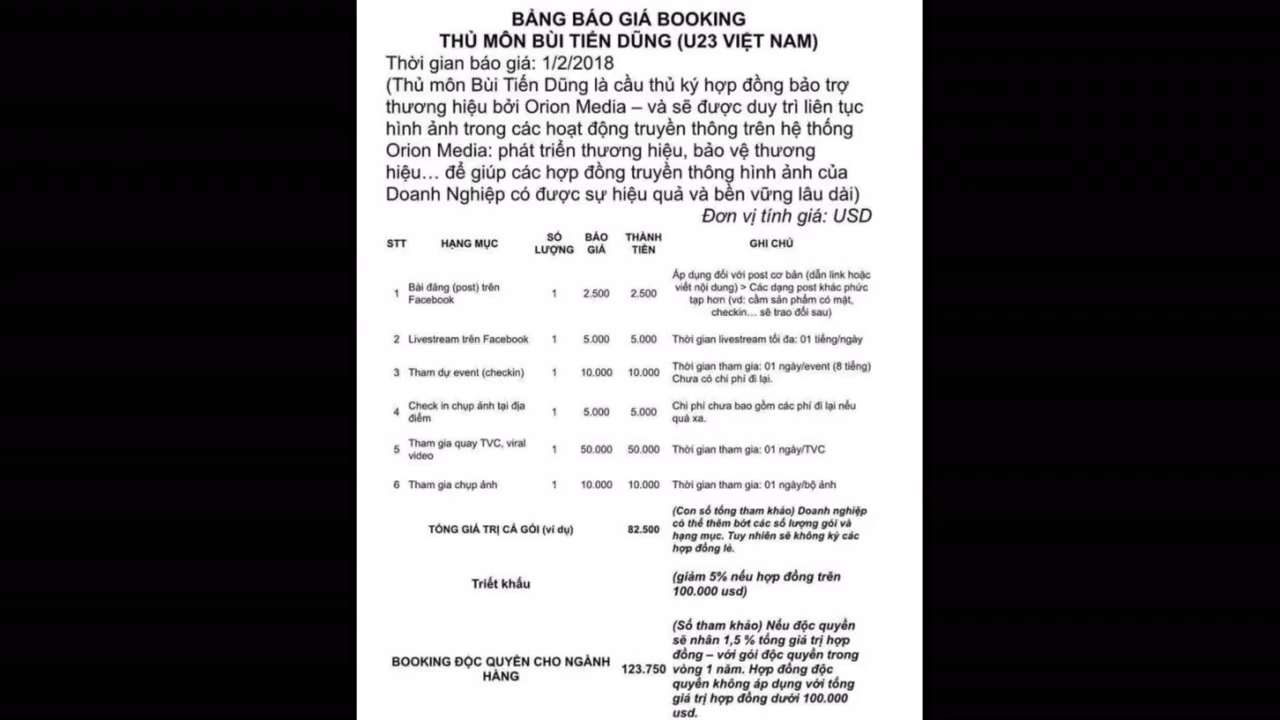 BẢNG BÁO GIÁ BOOKING
THỦ MÔN BÙI TIẾN DŨNG (U23 VIỆT NAM)
Thời gian báo giá: 1/2/2018
(Thủ môn Bùi Tiến Dũng là cầu thủ ký hợp đồng bảo trợ
thương hiệu bởi Orion Media – và sẽ được duy trì liên tục
hình ảnh trong các hoạt động truyền thông trên hệ thống
Orion Media: phát triển thương hiệu, bảo vệ thương
hiệu… để giúp các hợp đồng truyền thông hình ảnh của
Doanh Nghiệp có được sự hiệu quả và bền vững lâu dài)
Đơn vị tính giá: USD
STT HẠNG MỤC SỐ LƯỢNG BÁO GIÁ THÀNH TIỀN GHI CHÚ
1 Bài đăng (post) trên Facebook 1 2.500 2.500 Áp dụng đối với post cơ bản (dẫn link hoặc
viết nội dung) > Các dạng post khác phức
tạp hơn (vd: cầm sản phẩm có mặt,
checkin… sẽ trao đổi sau)
2 Livestream trên Facebook 1 5.000 5.000 Thời gian livestream tối đa: 01 tiếng/ngày
3 Tham dự event (checkin) 1 10.000 10.000 Thời gian tham gia: 01 ngày/event (8 tiếng)
Chưa có chi phí đi lại.
4 Check in chụp ảnh tại địa điểm 1 5.000 5.000 Chi phí chưa bao gồm các phí đi lại nếu
quá xa.
5 Tham gia quay TVC, viral video 1 50.000 50.000 Thời gian tham gia: 01 ngày/TVC
6 Tham gia chụp ảnh 1 10.000 10.000 Thời gian tham gia: 01 ngày/bộ ảnh
TỔNG GIÁ TRỊ CẢ GÓI (ví dụ) 82.500 (Con số tổng tham khảo) Doanh nghiệp
có thể thêm bớt các số lượng gói và
hạng mục. Tuy nhiên sẽ không ký các
hợp đồng lẻ.
Triết khấu (giảm 5% nếu hợp đồng trên
100.000 usd)
BOOKING ĐỘC QUYỀN CHO NGÀNH HÀNG 123.750 (Số tham khảo) Nếu độc quyền
sẽ nhân 1,5 % tổng giá trị hợp
đồng – với gói độc quyền trong
vòng 1 năm. Hợp đồng độc
quyền không áp dụng với tổng
giá trị hợp đồng dưới 100.000
usd.